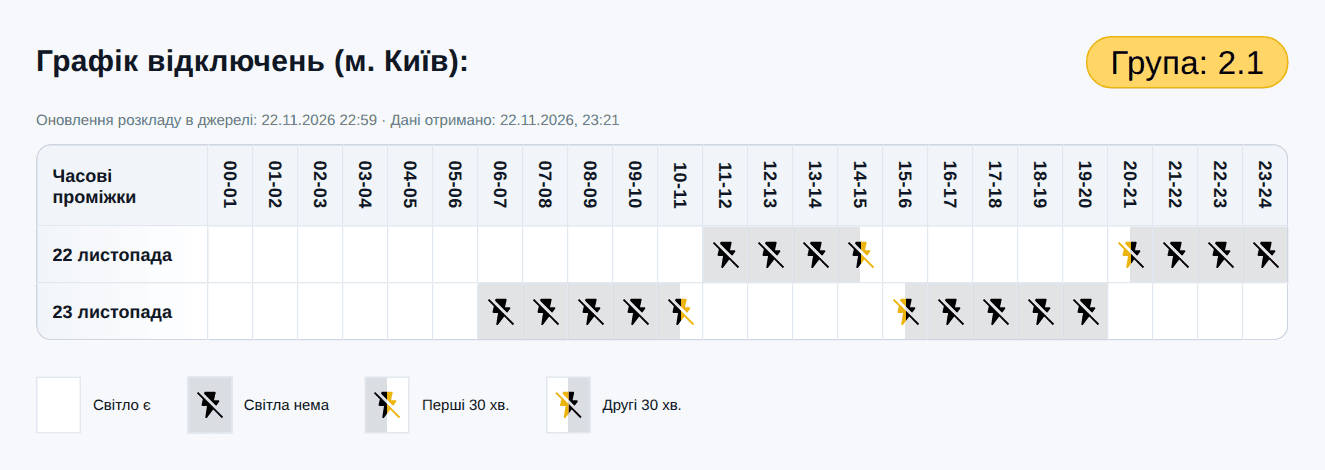 Графік відключень (м. Київ):
Група: 2.1
Оновлення розкладу в джерелі: 22.11.2026 22:59 · Дані отримано: 22.11.2026, 23:21
Часові
проміжки
00-01
01-02
02-03
03-04
04-05
05-06
06-07
07-08
08-09
09-10
10-11
11-12
12-13
13-14
14-15
15-16
16-17
17-18
18-19
19-20
20-21
21-22
22-23
23-24
22 листопада
23 листопада
Світло є
Світла нема
Перші 30 хв.
Другі 30 хв.